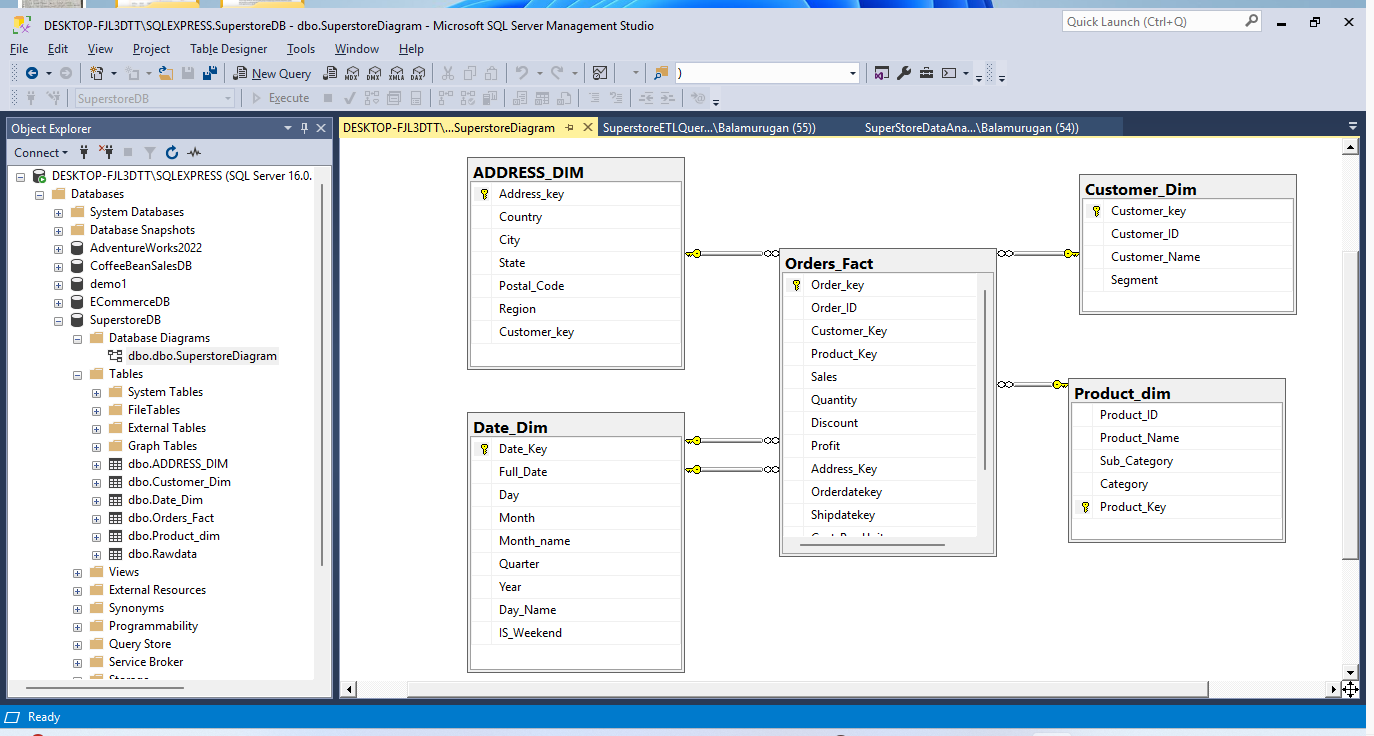 DESKTOP-FJL3DTT\SQLEXPRESS.SuperstoreDB - dbo.SuperstoreDiagram - Microsoft SQL Server Management Studio
Quick Launch (Ctrl+Q)
File Edit View Project Table Designer Tools Window Help
New Query MDX DMX XMLA DAX )
SuperstoreDB Execute
Object Explorer
Connect
DESKTOP-FJL3DTT\SQLEXPRESS (SQL Server 16.0.
Databases
System Databases
Database Snapshots
AdventureWorks2022
CoffeeBeanSalesDB
demo1
ECommerceDB
SuperstoreDB
Database Diagrams
dbo.dbo.SuperstoreDiagram
Tables
System Tables
FileTables
External Tables
Graph Tables
dbo.ADDRESS_DIM
dbo.Customer_Dim
dbo.Date_Dim
dbo.Orders_Fact
dbo.Product_dim
dbo.Rawdata
Views
External Resources
Synonyms
Programmability
Query Store
Service Broker
DESKTOP-FJL3DTT\...SuperstoreDiagram SuperstoreETLQuer...\Balamurugan (55)) SuperStoreDataAna...\Balamurugan (54))
ADDRESS_DIM
Address_key
Country
City
State
Postal_Code
Region
Customer_key
Date_Dim
Date_Key
Full_Date
Day
Month
Month_name
Quarter
Year
Day_Name
IS_Weekend
Orders_Fact
Order_key
Order_ID
Customer_Key
Product_Key
Sales
Quantity
Discount
Profit
Address_Key
Orderdatekey
Shipdatekey
Customer_Dim
Customer_key
Customer_ID
Customer_Name
Segment
Product_dim
Product_ID
Product_Name
Sub_Category
Category
Product_Key
Ready